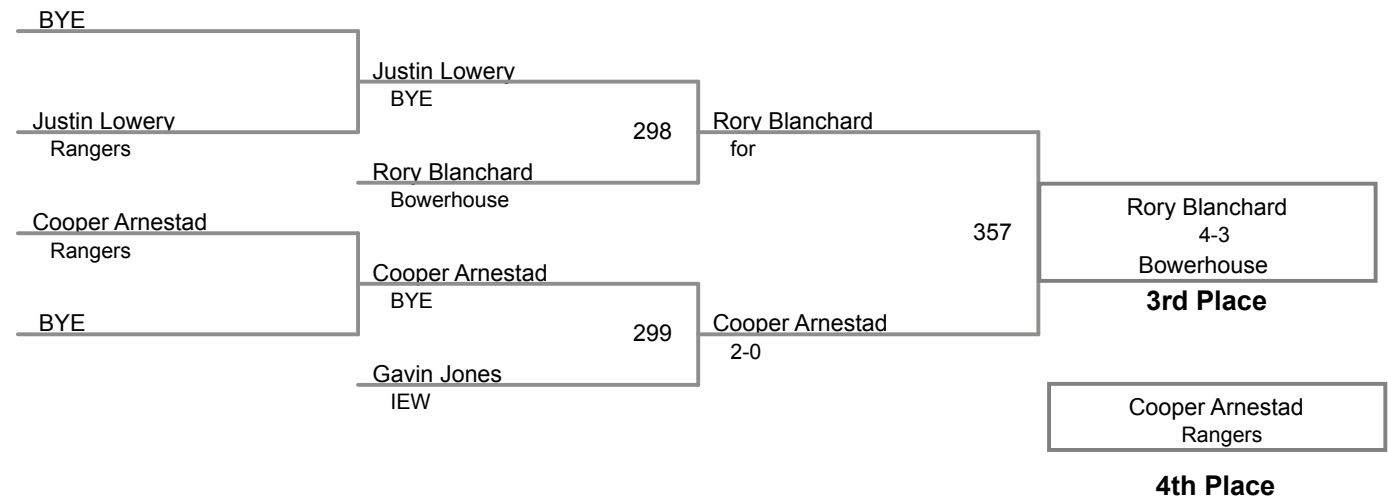 BYE
Justin Lowery
BYE
Justin Lowery
Rangers
298
Rory Blanchard
for
Rory Blanchard
Bowerhouse
Cooper Arnestad
Rangers
357
Rory Blanchard
4-3
Bowerhouse
3rd Place
Cooper Arnestad
BYE
BYE
299
Cooper Arnestad
2-0
Gavin Jones
IEW
Cooper Arnestad
Rangers
4th Place